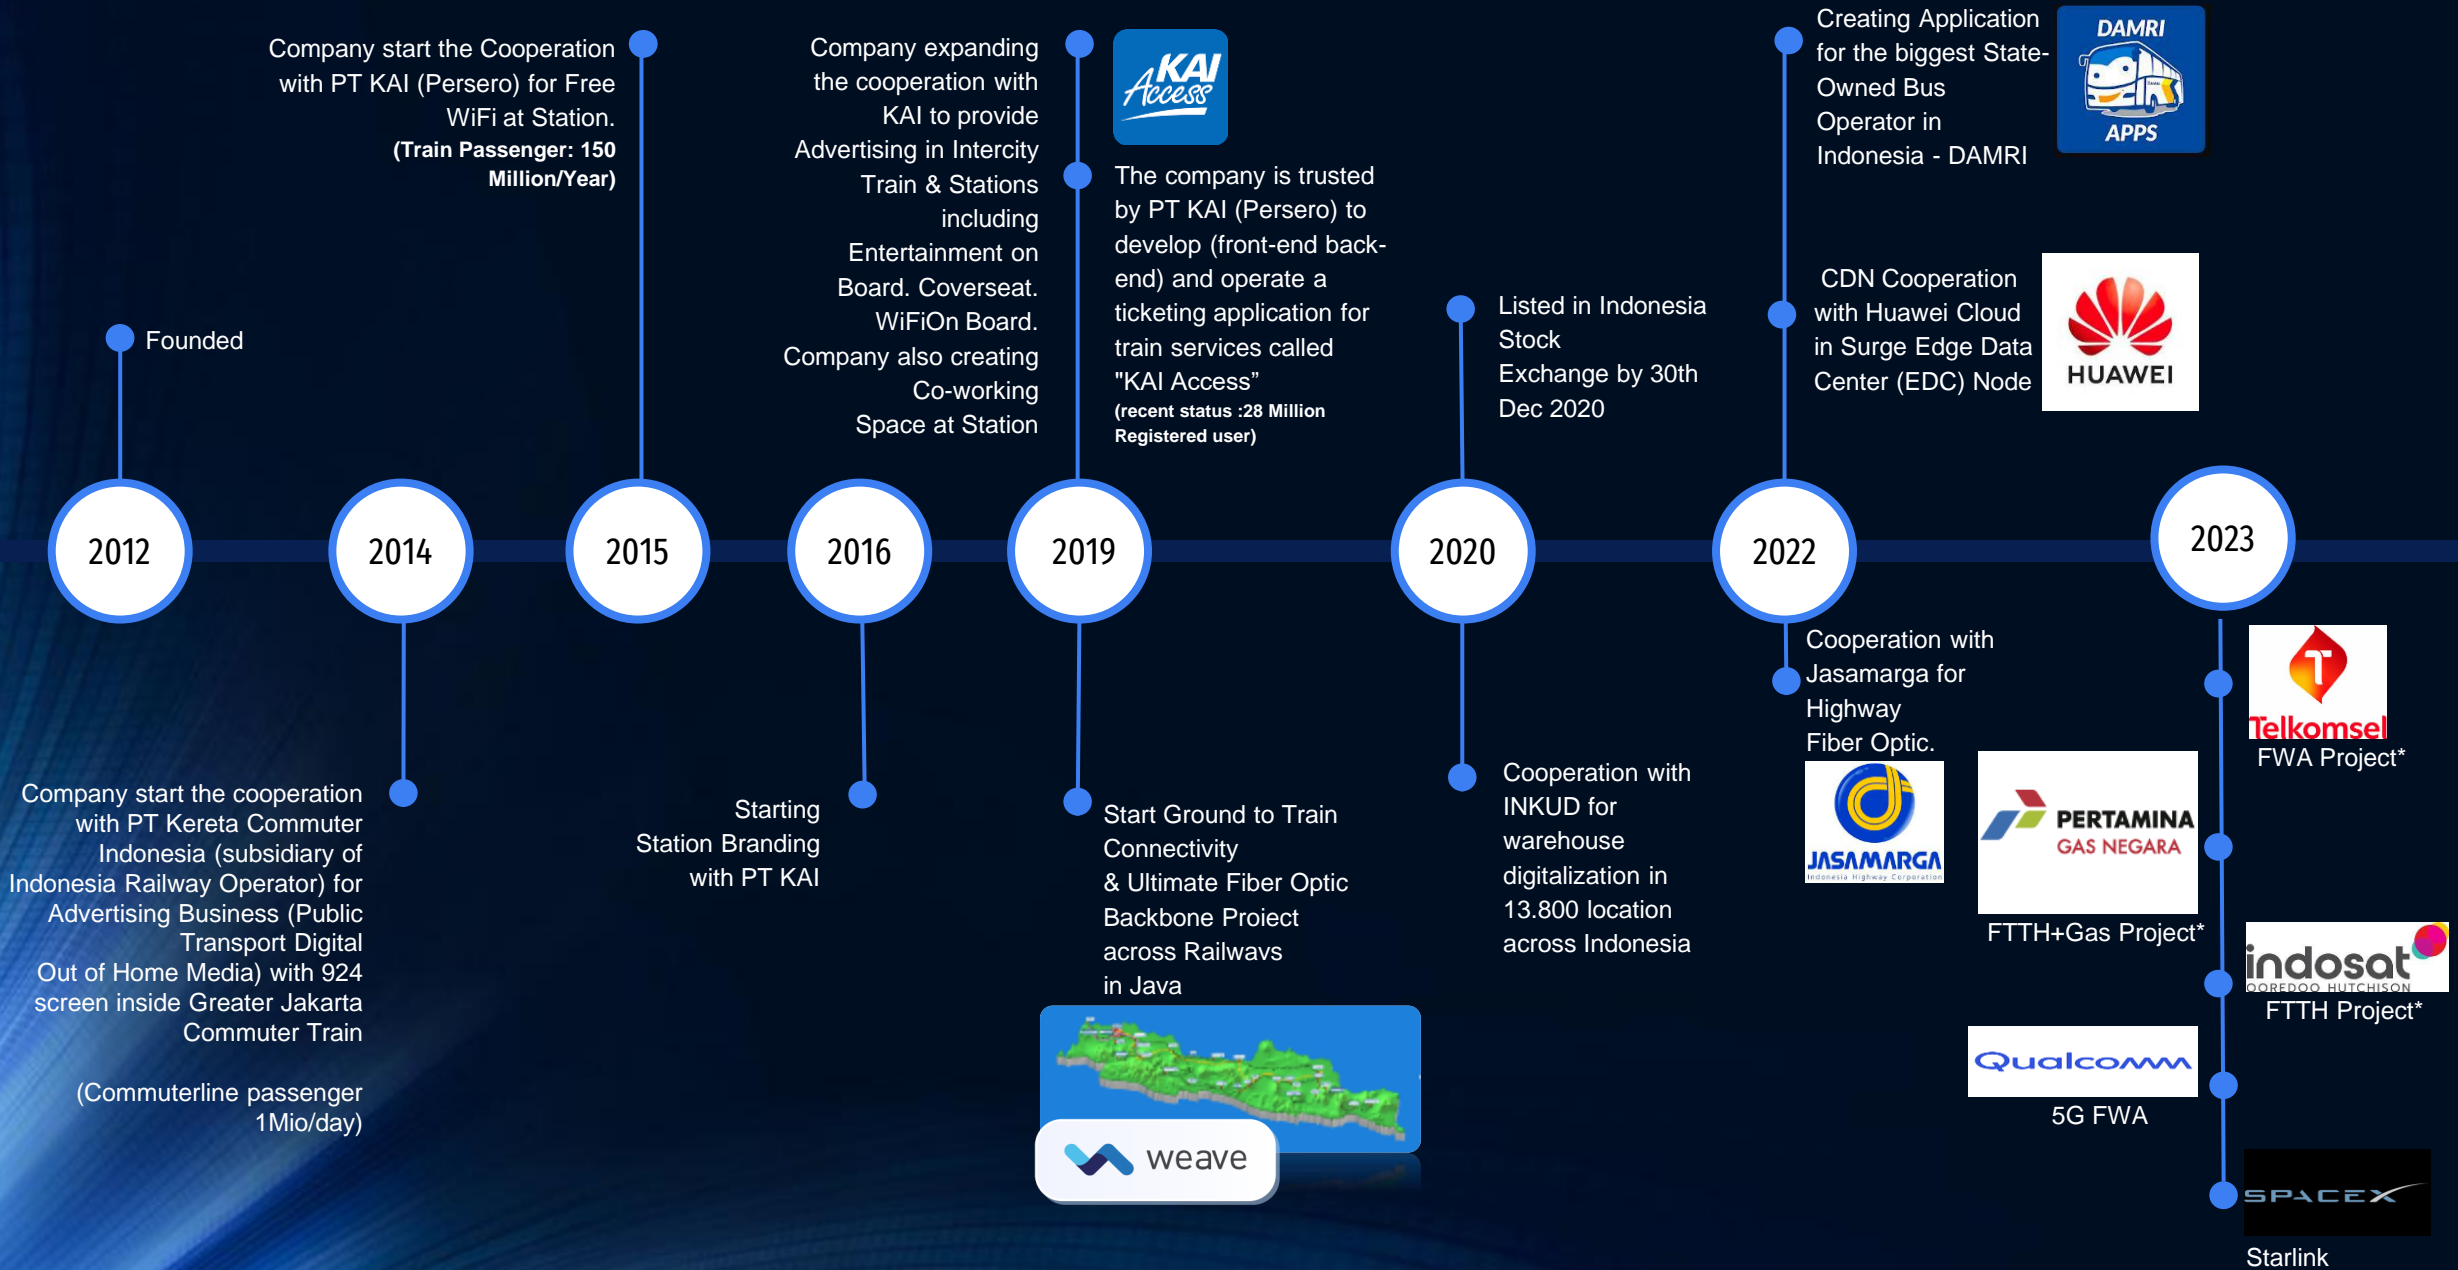 Founded
2012
2014
Company start the cooperation
with PT Kereta Commuter
Indonesia (subsidiary of
Indonesia Railway Operator) for
Advertising Business (Public
Transport Digital
Out of Home Media) with 924
screen inside Greater Jakarta
Commuter Train
(Commuterline passenger
1Mio/day)
Company start the Cooperation
with PT KAI (Persero) for Free
WiFi at Station.
(Train Passenger: 150
Million/Year)
2015
2016
Starting
Station Branding
with PT KAI
Company expanding
the cooperation with
KAI to provide
Advertising in Intercity
Train & Stations
including
Entertainment on
Board. Coverseat.
WiFiOn Board.
Company also creating
Co-working
Space at Station
KAI
Access
The company is trusted
by PT KAI (Persero) to
develop (front-end back-
end) and operate a
ticketing application for
train services called
"KAI Access”
(recent status :28 Million
Registered user)
2019
Start Ground to Train
Connectivity
& Ultimate Fiber Optic
Backbone Proiect
across Railwavs
in Java
weave
Listed in Indonesia
Stock
Exchange by 30th
Dec 2020
2020
Cooperation with
INKUD for
warehouse
digitalization in
13.800 location
across Indonesia
Creating Application
for the biggest State-
Owned Bus
Operator in
Indonesia - DAMRI
DAMRI
APPS
CDN Cooperation
with Huawei Cloud
in Surge Edge Data
Center (EDC) Node
HUAWEI
2022
Cooperation with
Jasamarga for
Highway
Fiber Optic.
JASAMARGA
Indonesia Highway Corporation
2023
Telkomsel
FWA Project*
PERTAMINA
GAS NEGARA
FTTH+Gas Project*
indosat
OOREDOO HUTCHISON
FTTH Project*
Qualcomm
5G FWA
SPACEX
Starlink